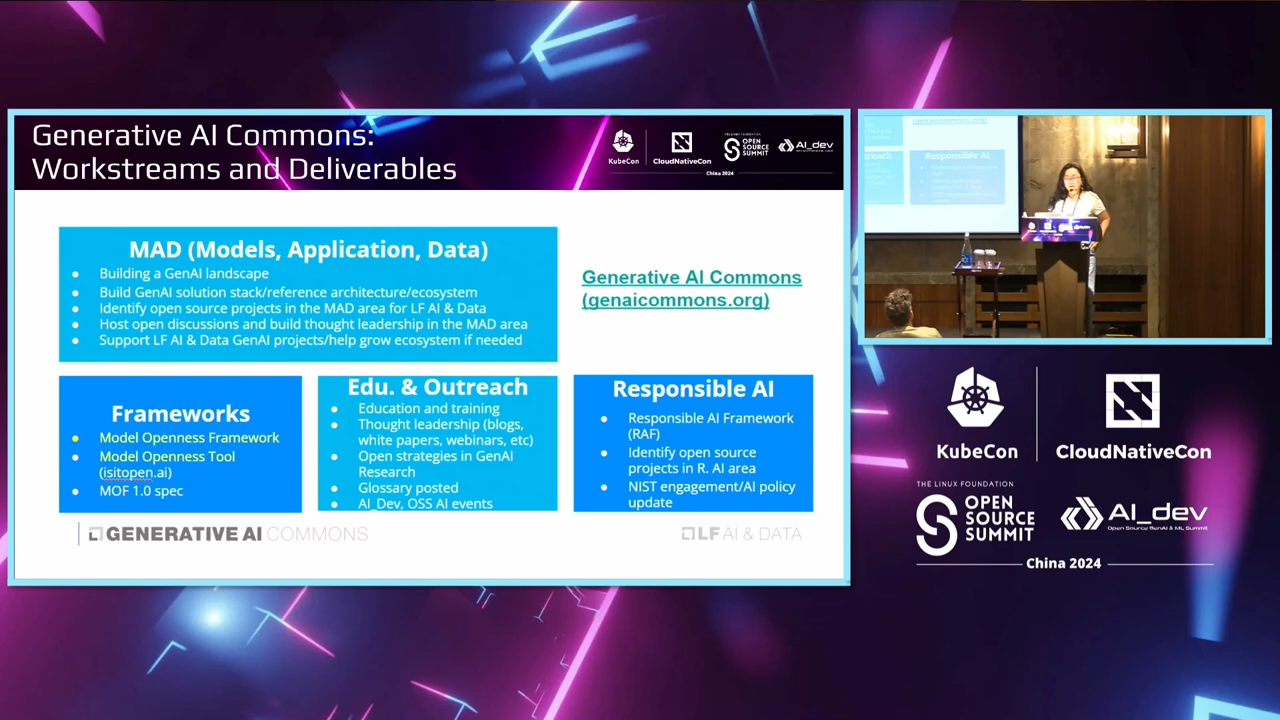 Generative AI Commons:
Workstreams and Deliverables
KubeCon
CloudNativeCon
THE LINUX FOUNDATION
OPEN
SOURCE
SUMMIT
AI_dev
China 2024
MAD (Models, Application, Data)
● Building a GenAI landscape
● Build GenAI solution stack/reference architecture/ecosystem
● Identify open source projects in the MAD area for LF AI & Data
● Host open discussions and build thought leadership in the MAD area
● Support LF AI & Data GenAI projects/help grow ecosystem if needed
Generative AI Commons
(genaicommons.org)
Frameworks
● Model Openness Framework
● Model Openness Tool
(isitopen.ai)
● MOF 1.0 spec
Edu. & Outreach
● Education and training
● Thought leadership (blogs,
white papers, webinars, etc)
● Open strategies in GenAI
Research
● Glossary posted
● AI_Dev, OSS AI events
Responsible AI
● Responsible AI Framework
(RAF)
● Identify open source
projects in R. AI area
● NIST engagement/AI policy
update
GENERATIVE AI COMMONS
LF AI & DATA
(genaicommons.org)
Responsible AI
KubeCon
CloudNativeCon
THE LINUX FOUNDATION
OPEN
SOURCE
SUMMIT
AI_dev
Open Source GenAI & ML Summit
China 2024